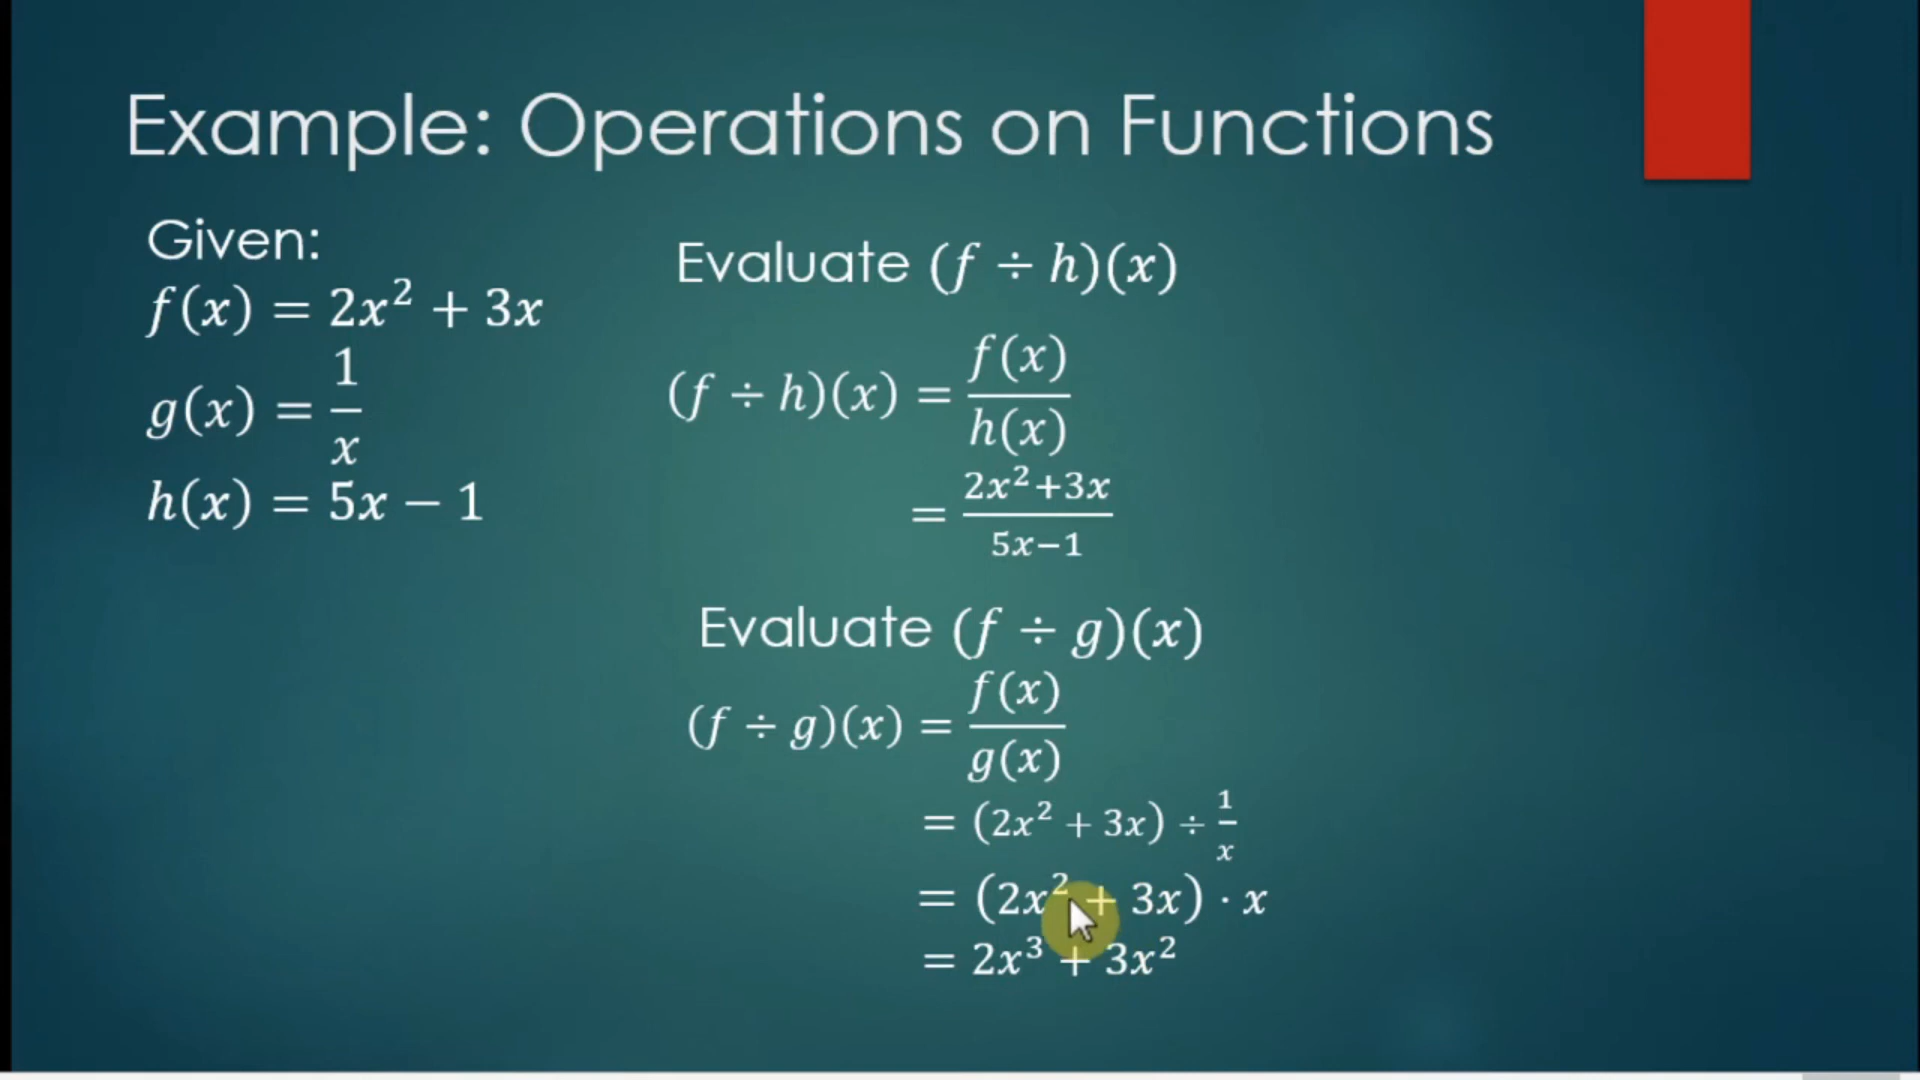 Example: Operations on Functions
Given:
f(x) = 2x² + 3x
g(x) = 1/x
h(x) = 5x − 1
Evaluate (f ÷ h)(x)
(f ÷ h)(x) = f(x)/h(x)
= (2x²+3x)/(5x−1)
Evaluate (f ÷ g)(x)
(f ÷ g)(x) = f(x)/g(x)
= (2x² + 3x) ÷ 1/x
= (2x² + 3x) · x
= 2x³ + 3x²